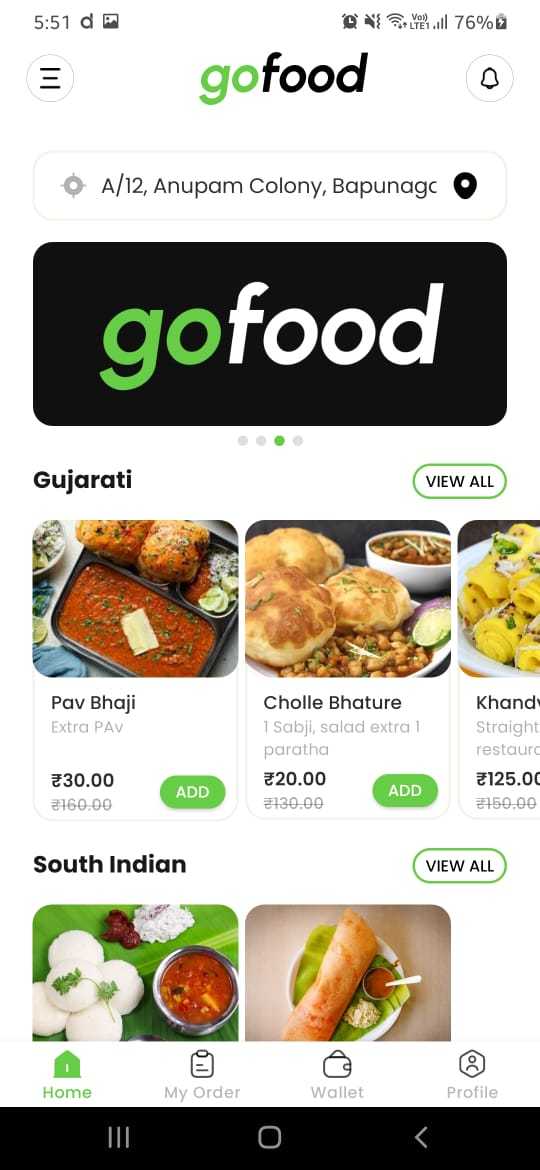 5:51 d 76%
Vo)
LTE1
gofood
A/12, Anupam Colony, Bapunagc
gofood
Gujarati
VIEW ALL
Pav Bhaji
Extra PAv
₹30.00
₹160.00
ADD
Cholle Bhature
1 Sabji, salad extra 1
paratha
₹20.00
₹130.00
ADD
Khandv
Straight
restaura
₹125.00
₹150.00
South Indian
VIEW ALL
Home
My Order
Wallet
Profile